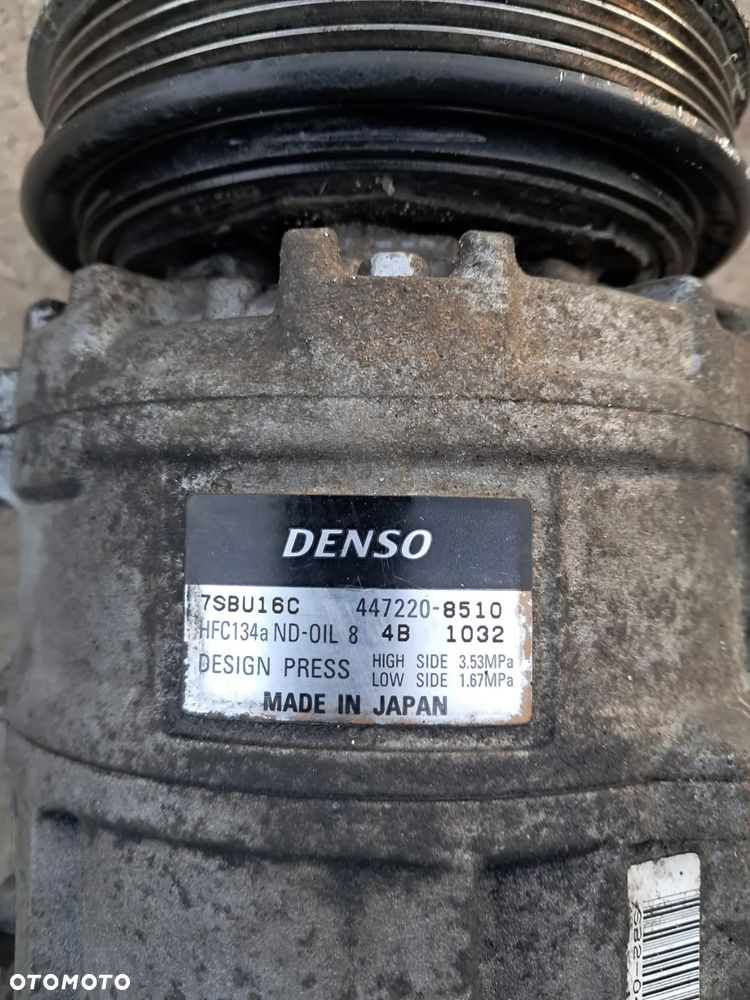 DENSO
7SBU16C 447220-8510
HFC134a ND-OIL 8 4B 1032
DESIGN PRESS HIGH SIDE 3.53MPa
LOW SIDE 1.67MPa
MADE IN JAPAN
OTOMOTO